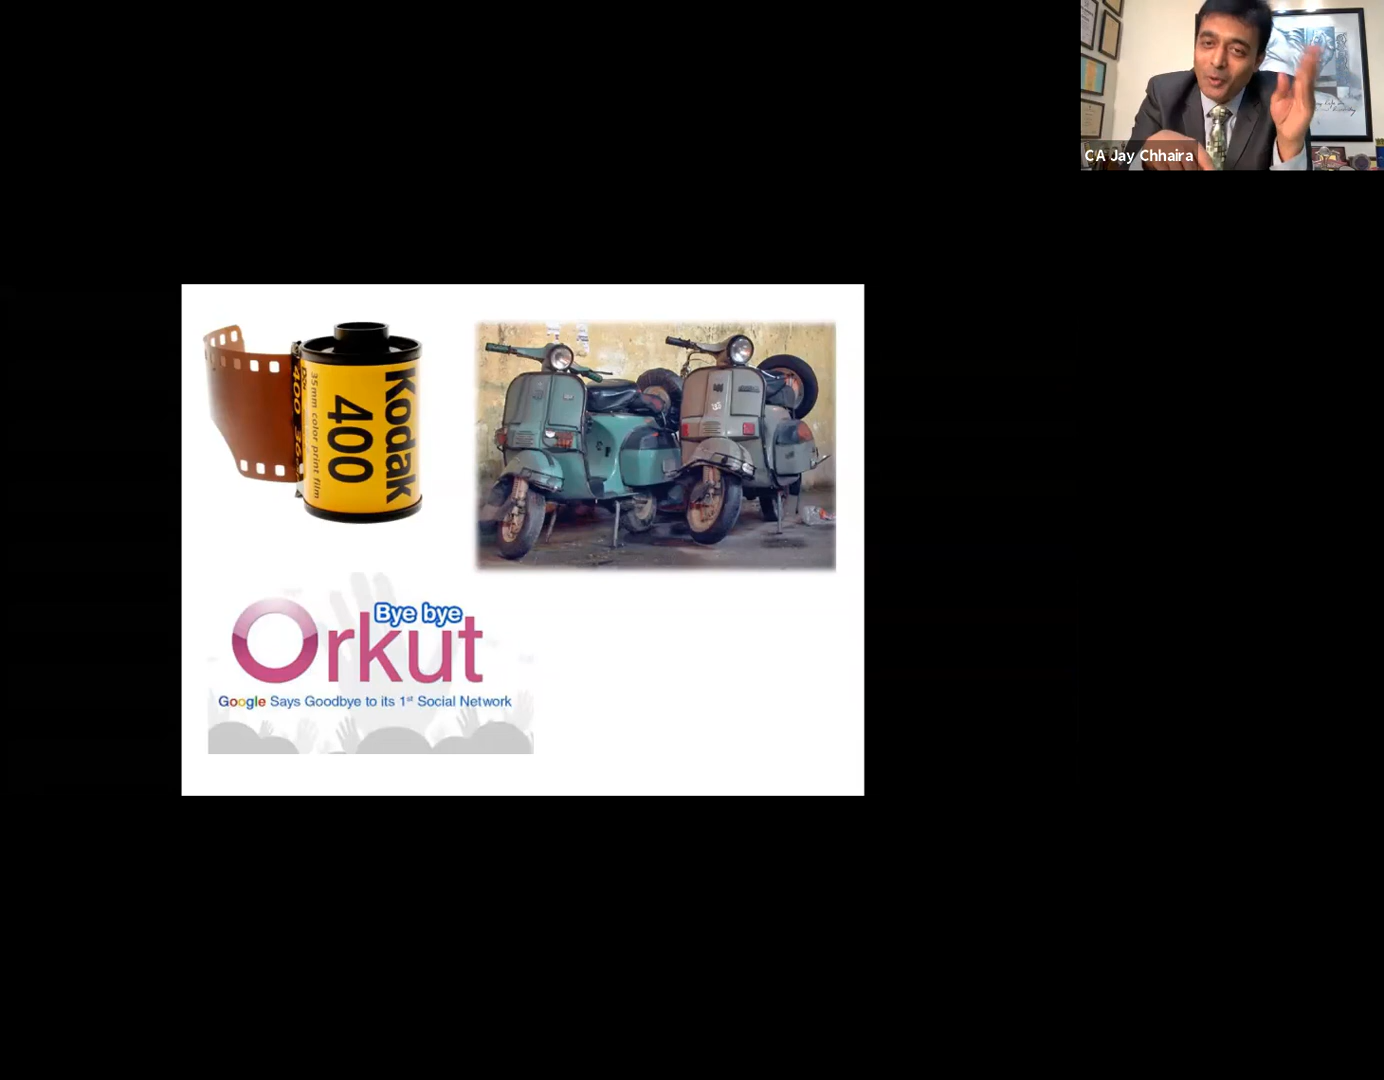 CA Jay Chhaira
Kodak
400
35mm color print film
400
Bye bye
Orkut
Google Says Goodbye to its 1st Social Network